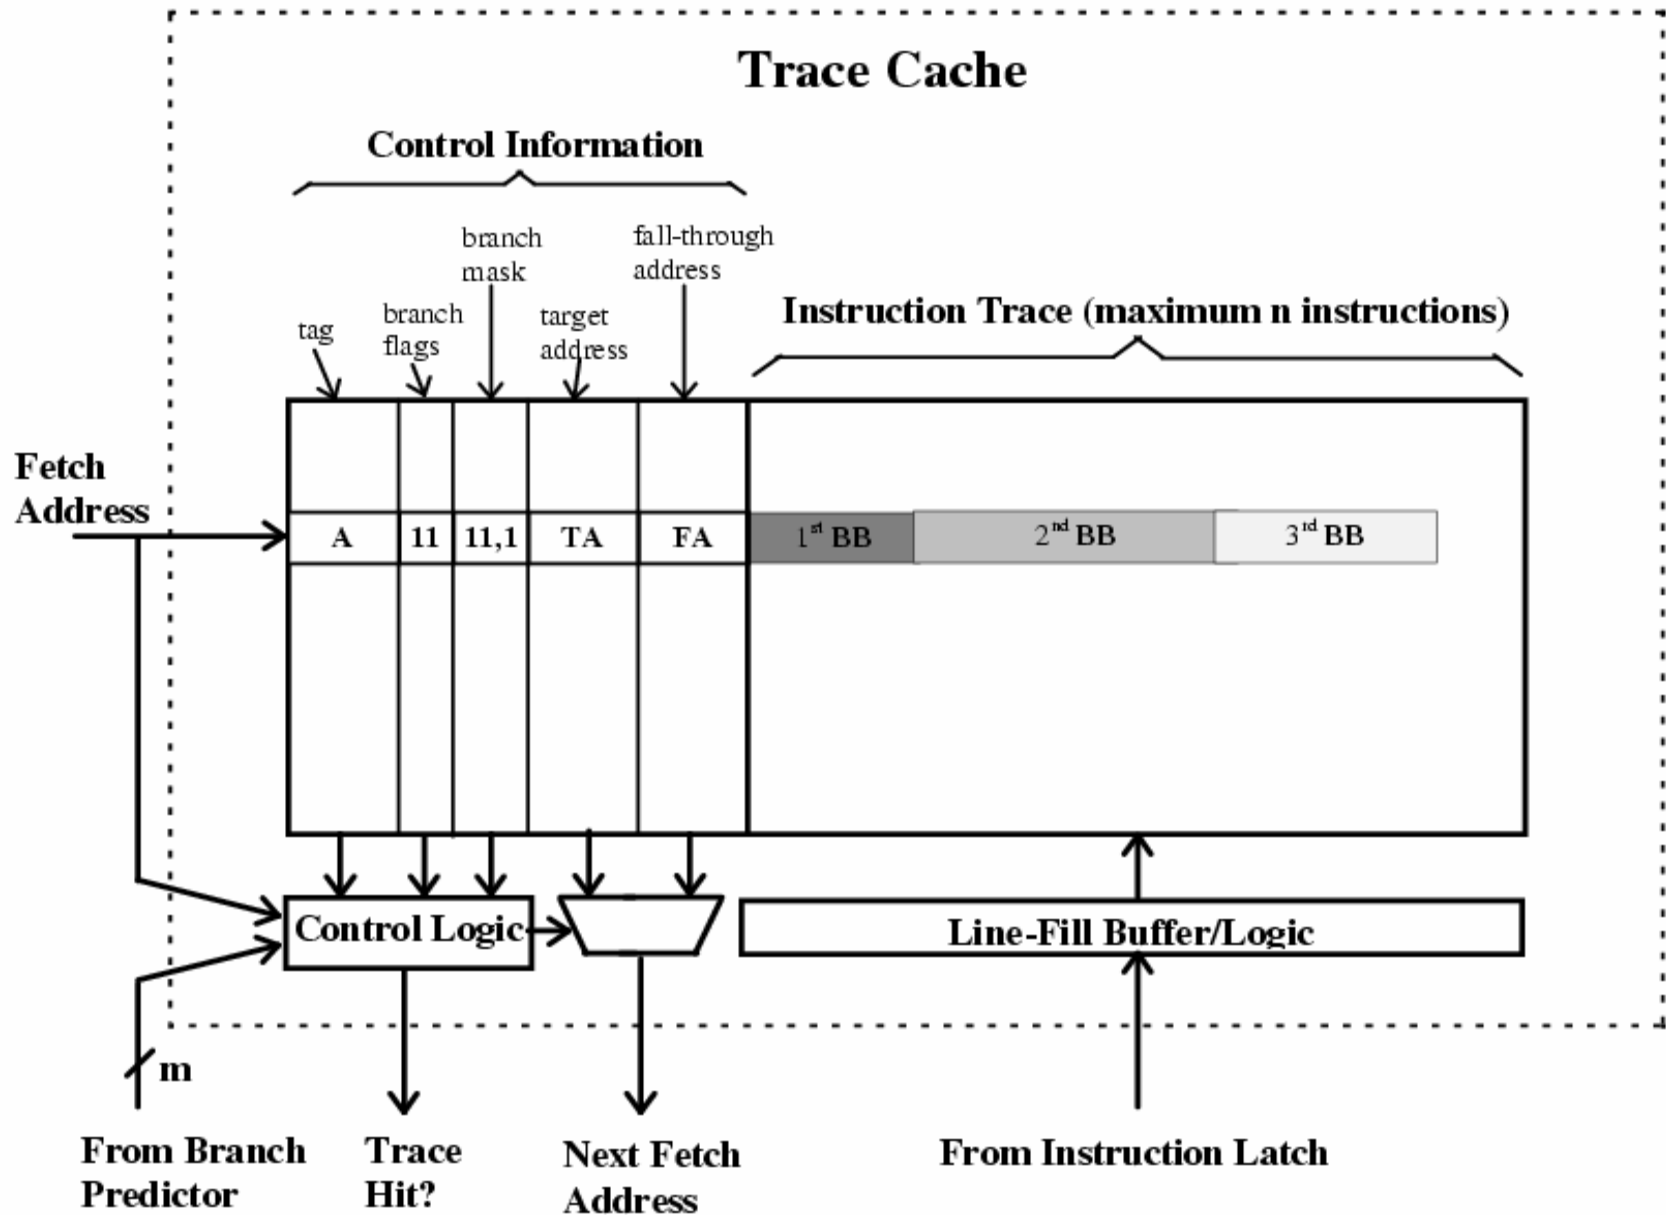 Trace Cache
Control Information
branch
mask
fall-through
address
tag
branch
flags
target
address
Instruction Trace (maximum n instructions)
Fetch
Address
A
11
11,1
TA
FA
1st BB
2nd BB
3rd BB
Control Logic
Line-Fill Buffer/Logic
m
From Branch
Predictor
Trace
Hit?
Next Fetch
Address
From Instruction Latch